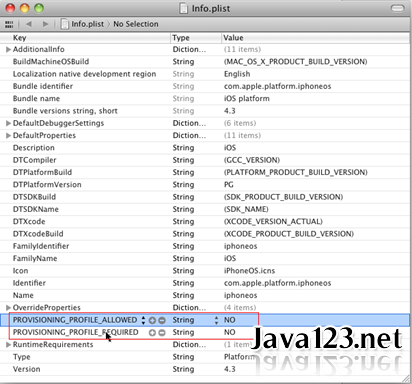 Info.plist
Info.plist > No Selection
Key Type Value
AdditionalInfo Diction... (11 items)
BuildMachineOSBuild String (MAC_OS_X_PRODUCT_BUILD_VERSION)
Localization native development region String English
Bundle identifier String com.apple.platform.iphoneos
Bundle name String iOS platform
Bundle versions string, short String 4.3
DefaultDebuggerSettings Diction... (6 items)
DefaultProperties Diction... (11 items)
Description String iOS
DTCompiler String (GCC_VERSION)
DTPlatformBuild String (PLATFORM_PRODUCT_BUILD_VERSION)
DTPlatformVersion String PG
DTSDKBuild String (SDK_PRODUCT_BUILD_VERSION)
DTSDKName String (SDK_NAME)
DTXcode String (XCODE_VERSION_ACTUAL)
DTXcodeBuild String (XCODE_PRODUCT_BUILD_VERSION)
FamilyIdentifier String iphoneos
FamilyName String iOS
Icon String iPhoneOS.icns
Identifier String com.apple.platform.iphoneos
Name String iphoneos
OverrideProperties Diction... (4 items)
PROVISIONING_PROFILE_ALLOWED String NO
PROVISIONING_PROFILE_REQUIRED String NO
RuntimeRequirements Diction...
Type String Platform
Version String 4.3
Java123.net